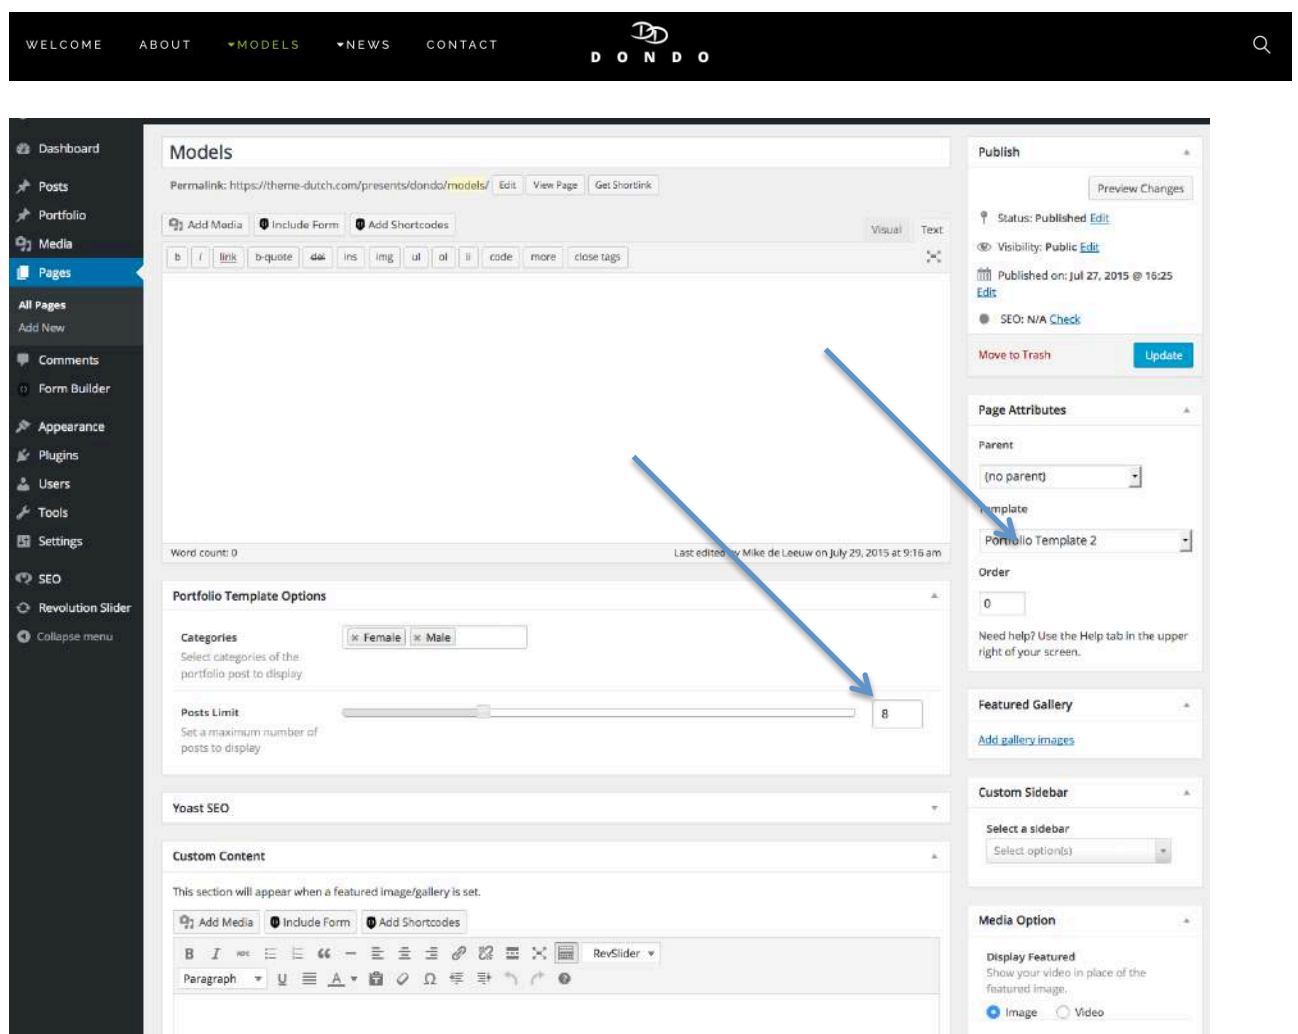 WELCOME ABOUT MODELS NEWS CONTACT
DONDO
Dashboard
Posts
Portfolio
Media
Pages
All Pages
Add New
Comments
Form Builder
Appearance
Plugins
Users
Tools
Settings
SEO
Revolution Slider
Collapse menu
Models
Permalink: https://theme-dutch.com/presents/dondo/models/ Edit View Page Get Shortlink
Add Media Include Form Add Shortcodes
Visual Text
b i link b-quote del ins img ul ol li code more close tags
Word count: 0
Last edited by Mike de Leeuw on July 29, 2015 at 9:16 am
Portfolio Template Options
Categories
Select categories of the
portfolio post to display
× Female × Male
Posts Limit
Set a maximum number of
posts to display
8
Yoast SEO
Custom Content
This section will appear when a featured image/gallery is set.
Add Media Include Form Add Shortcodes
B I ABC RevSlider
Paragraph U A Ω
Publish
Preview Changes
Status: Published Edit
Visibility: Public Edit
Published on: Jul 27, 2015 @ 16:25
Edit
SEO: N/A Check
Move to Trash
Update
Page Attributes
Parent
(no parent)
Template
Portfolio Template 2
Order
0
Need help? Use the Help tab in the upper
right of your screen.
Featured Gallery
Add gallery images
Custom Sidebar
Select a sidebar
Select option(s)
Media Option
Display Featured
Show your video in place of the
featured image.
Image Video